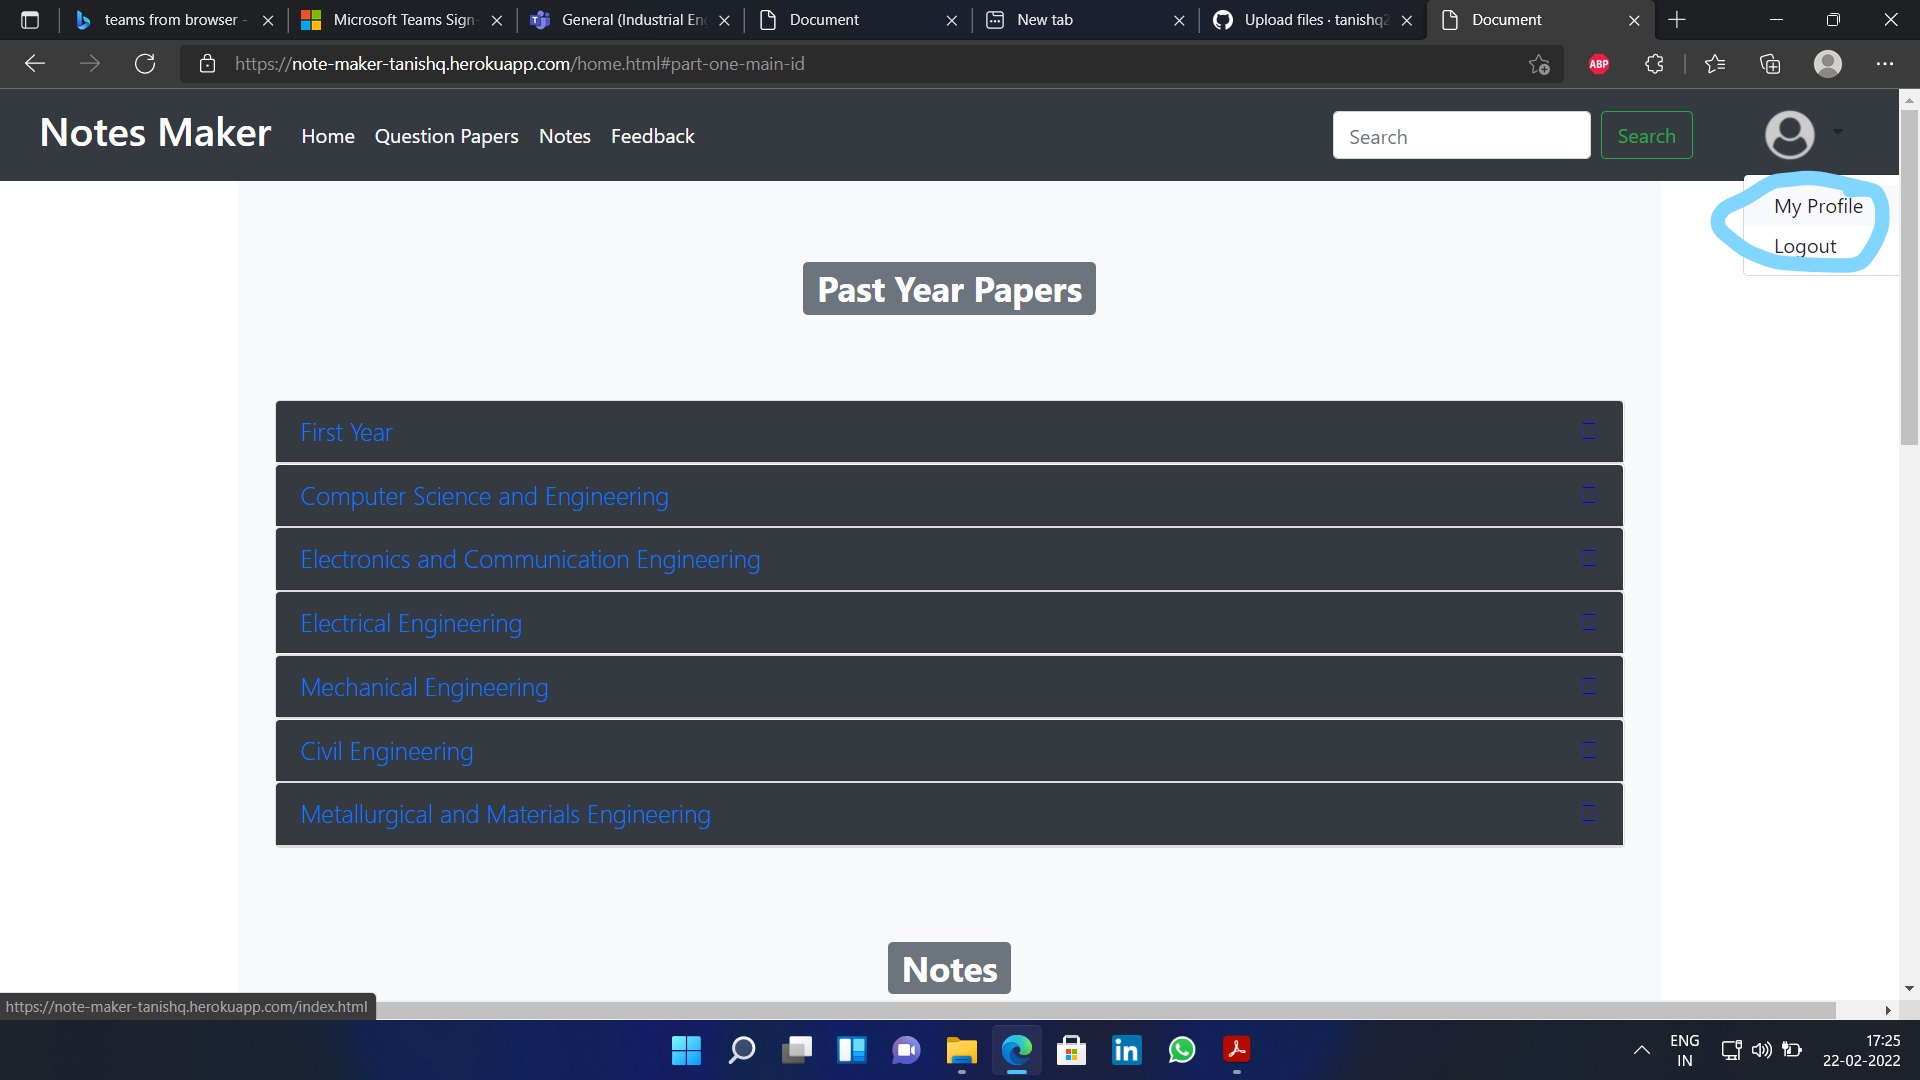 teams from browser -
Microsoft Teams Sign-
General (Industrial En
Document
New tab
Upload files · tanishq2
Document
https://note-maker-tanishq.herokuapp.com/home.html#part-one-main-id
ABP
Notes Maker
Home
Question Papers
Notes
Feedback
Search
Search
My Profile
Logout
Past Year Papers
First Year
Computer Science and Engineering
Electronics and Communication Engineering
Electrical Engineering
Mechanical Engineering
Civil Engineering
Metallurgical and Materials Engineering
Notes
https://note-maker-tanishq.herokuapp.com/index.html
ENG
IN
17:25
22-02-2022